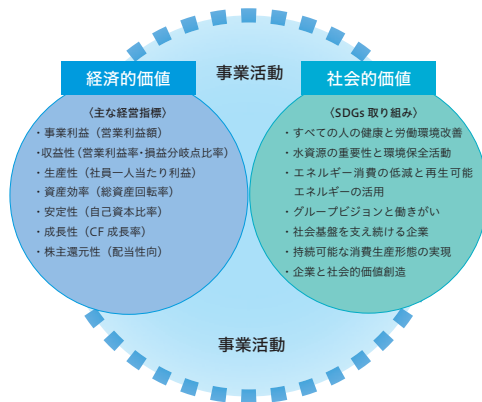 事業活動
経済的価値
〈主な経営指標〉
・事業利益（営業利益額）
・収益性（営業利益率・損益分岐点比率）
・生産性（社員一人当たり利益）
・資産効率（総資産回転率）
・安定性（自己資本比率）
・成長性（CF 成長率）
・株主還元性（配当性向）
社会的価値
〈SDGs 取り組み〉
・すべての人の健康と労働環境改善
・水資源の重要性と環境保全活動
・エネルギー消費の低減と再生可能
エネルギーの活用
・グループビジョンと働きがい
・社会基盤を支え続ける企業
・持続可能な消費生産形態の実現
・企業と社会的価値創造
事業活動